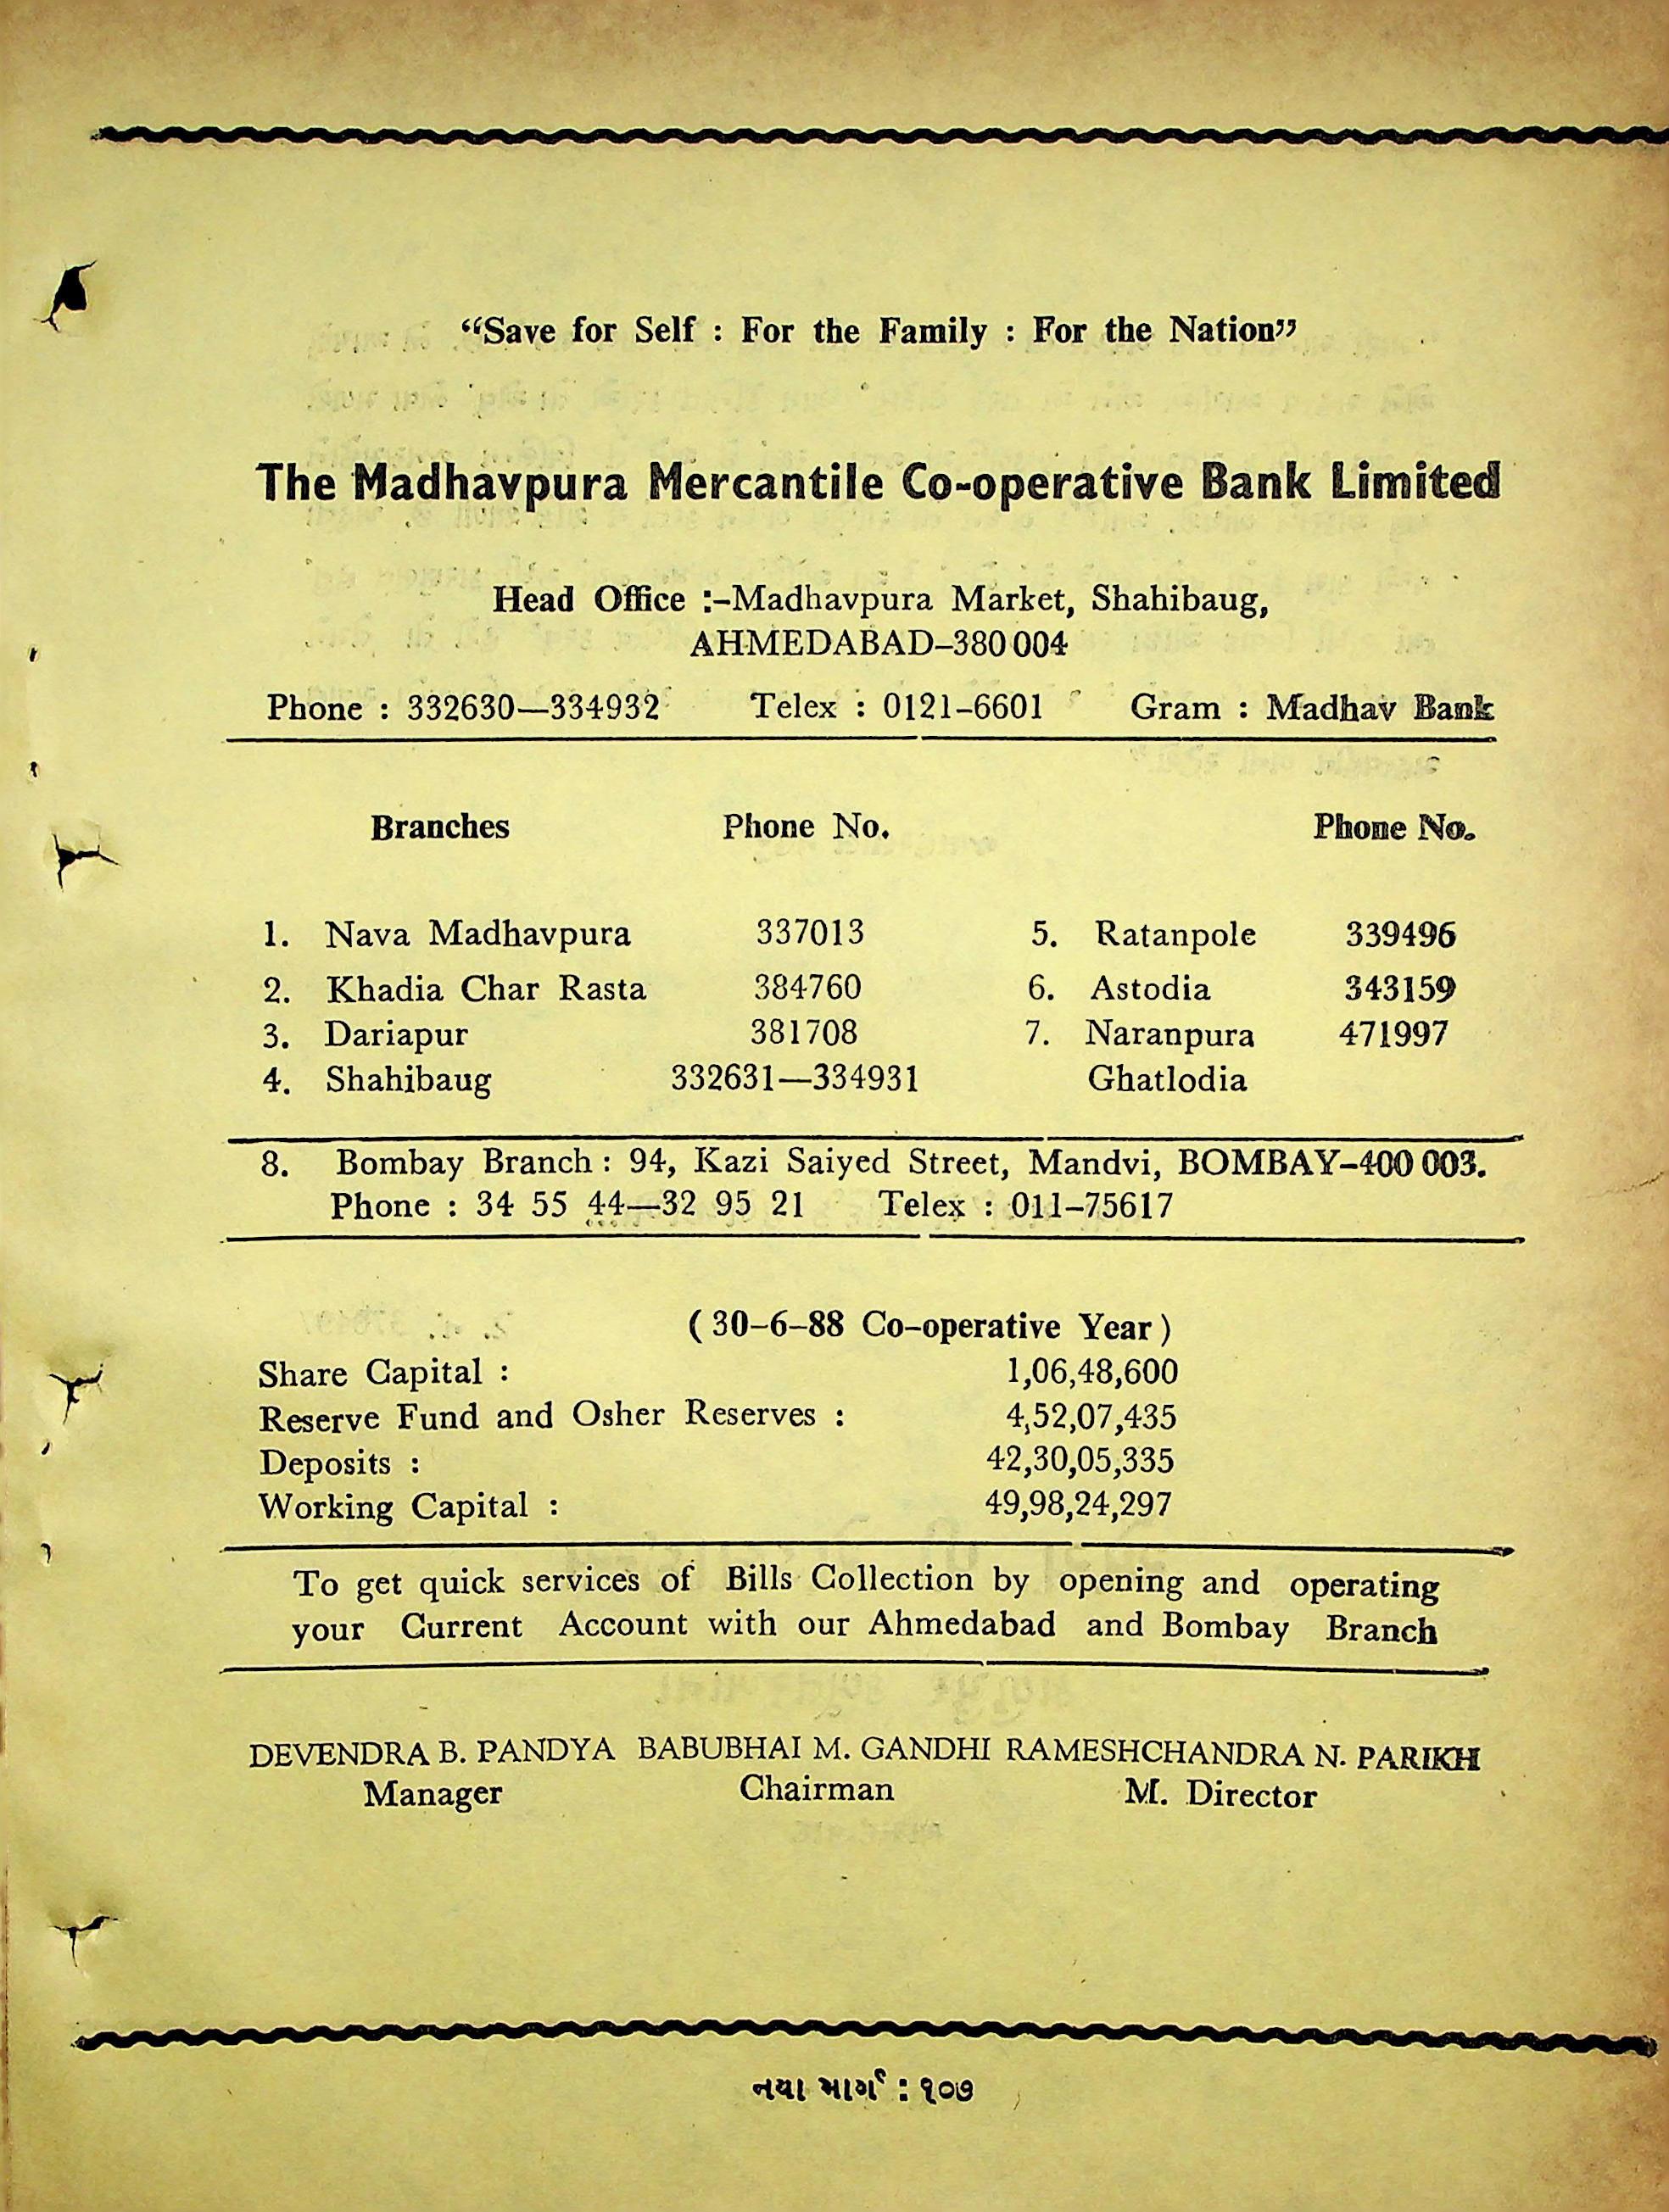 “Save for Self : For the Family : For the Nation”
The Madhavpura Mercantile Co-operative Bank Limited
Head Office :–Madhavpura Market, Shahibaug,
AHMEDABAD–380 004
Phone : 332630—334932 Telex : 0121–6601 Gram : Madhav Bank
Branches Phone No. Phone No.
1. Nava Madhavpura 337013 5. Ratanpole 339496
2. Khadia Char Rasta 384760 6. Astodia 343159
3. Dariapur 381708 7. Naranpura 471997
4. Shahibaug 332631—334931 Ghatlodia
8. Bombay Branch : 94, Kazi Saiyed Street, Mandvi, BOMBAY–400 003.
Phone : 34 55 44—32 95 21 Telex : 011–75617
( 30–6–88 Co-operative Year )
Share Capital : 1,06,48,600
Reserve Fund and Osher Reserves : 4,52,07,435
Deposits : 42,30,05,335
Working Capital : 49,98,24,297
To get quick services of Bills Collection by opening and operating
your Current Account with our Ahmedabad and Bombay Branch
DEVENDRA B. PANDYA BABUBHAI M. GANDHI RAMESHCHANDRA N. PARIKH
Manager Chairman M. Director
નયા માર્ગ : ૧૦૭